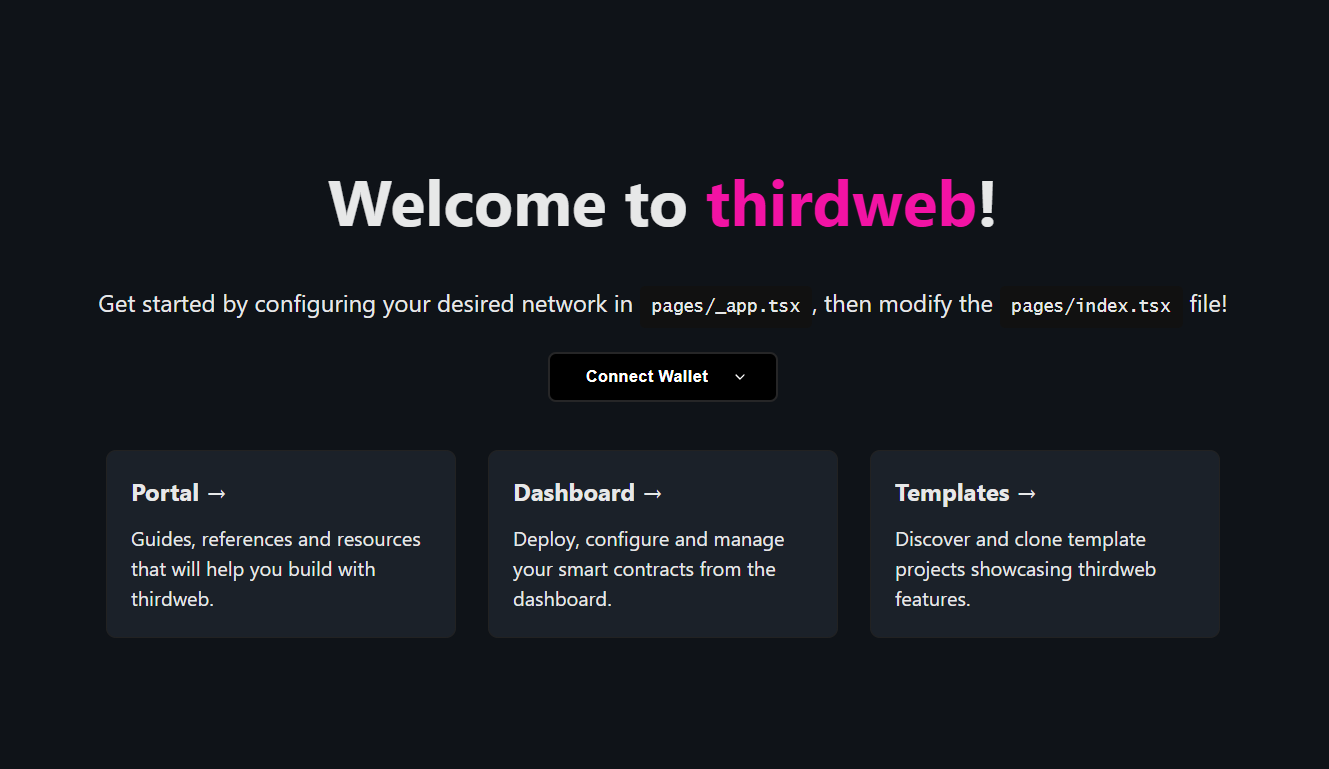 Welcome to thirdweb!
Get started by configuring your desired network in pages/_app.tsx , then modify the pages/index.tsx file!
Connect Wallet
Portal →
Guides, references and resources
that will help you build with
thirdweb.
Dashboard →
Deploy, configure and manage
your smart contracts from the
dashboard.
Templates →
Discover and clone template
projects showcasing thirdweb
features.